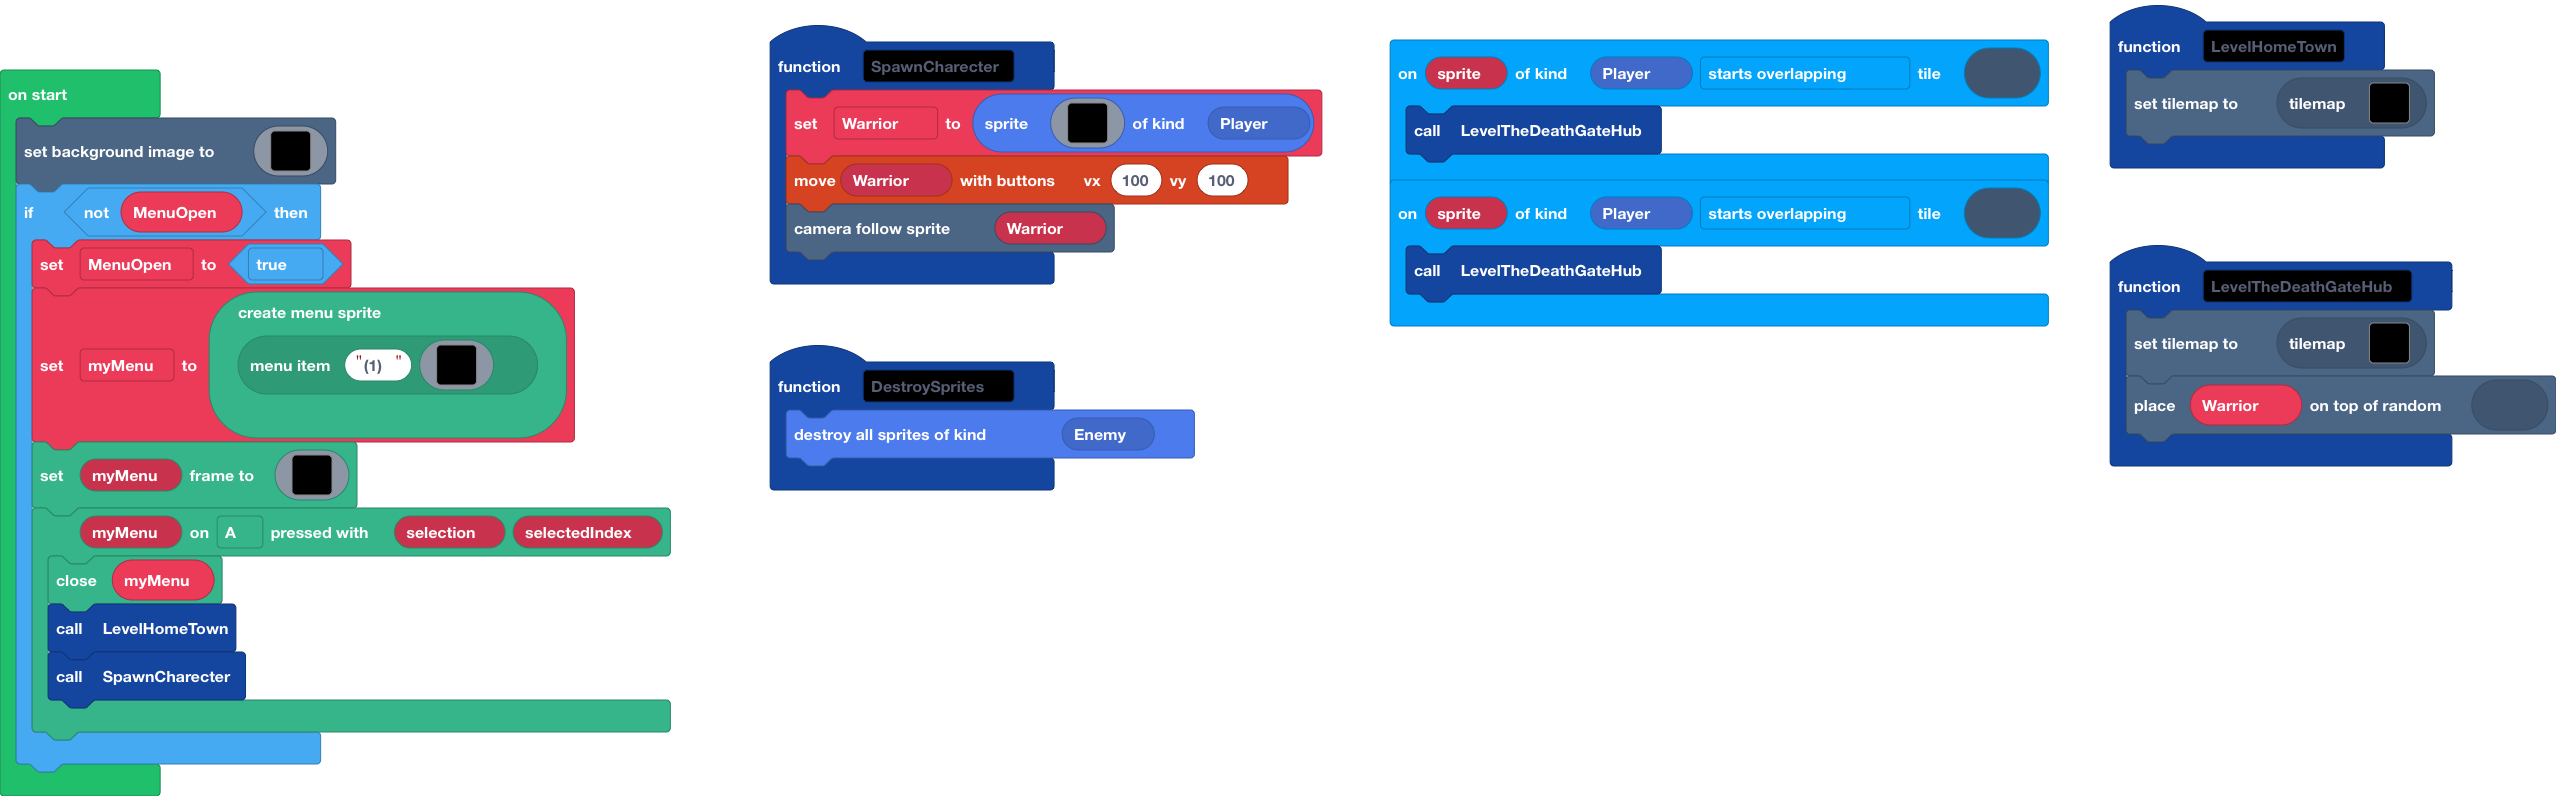 on start
set background image to
if not MenuOpen then
set MenuOpen to true
set myMenu to create menu sprite
menu item "(1) "
set myMenu frame to
myMenu on A pressed with selection selectedIndex
close myMenu
call LevelHomeTown
call SpawnCharecter
function SpawnCharecter
set Warrior to sprite of kind Player
move Warrior with buttons vx 100 vy 100
camera follow sprite Warrior
function DestroySprites
destroy all sprites of kind Enemy
on sprite of kind Player starts overlapping tile
call LevelTheDeathGateHub
on sprite of kind Player starts overlapping tile
call LevelTheDeathGateHub
function LevelHomeTown
set tilemap to tilemap
function LevelTheDeathGateHub
set tilemap to tilemap
place Warrior on top of random